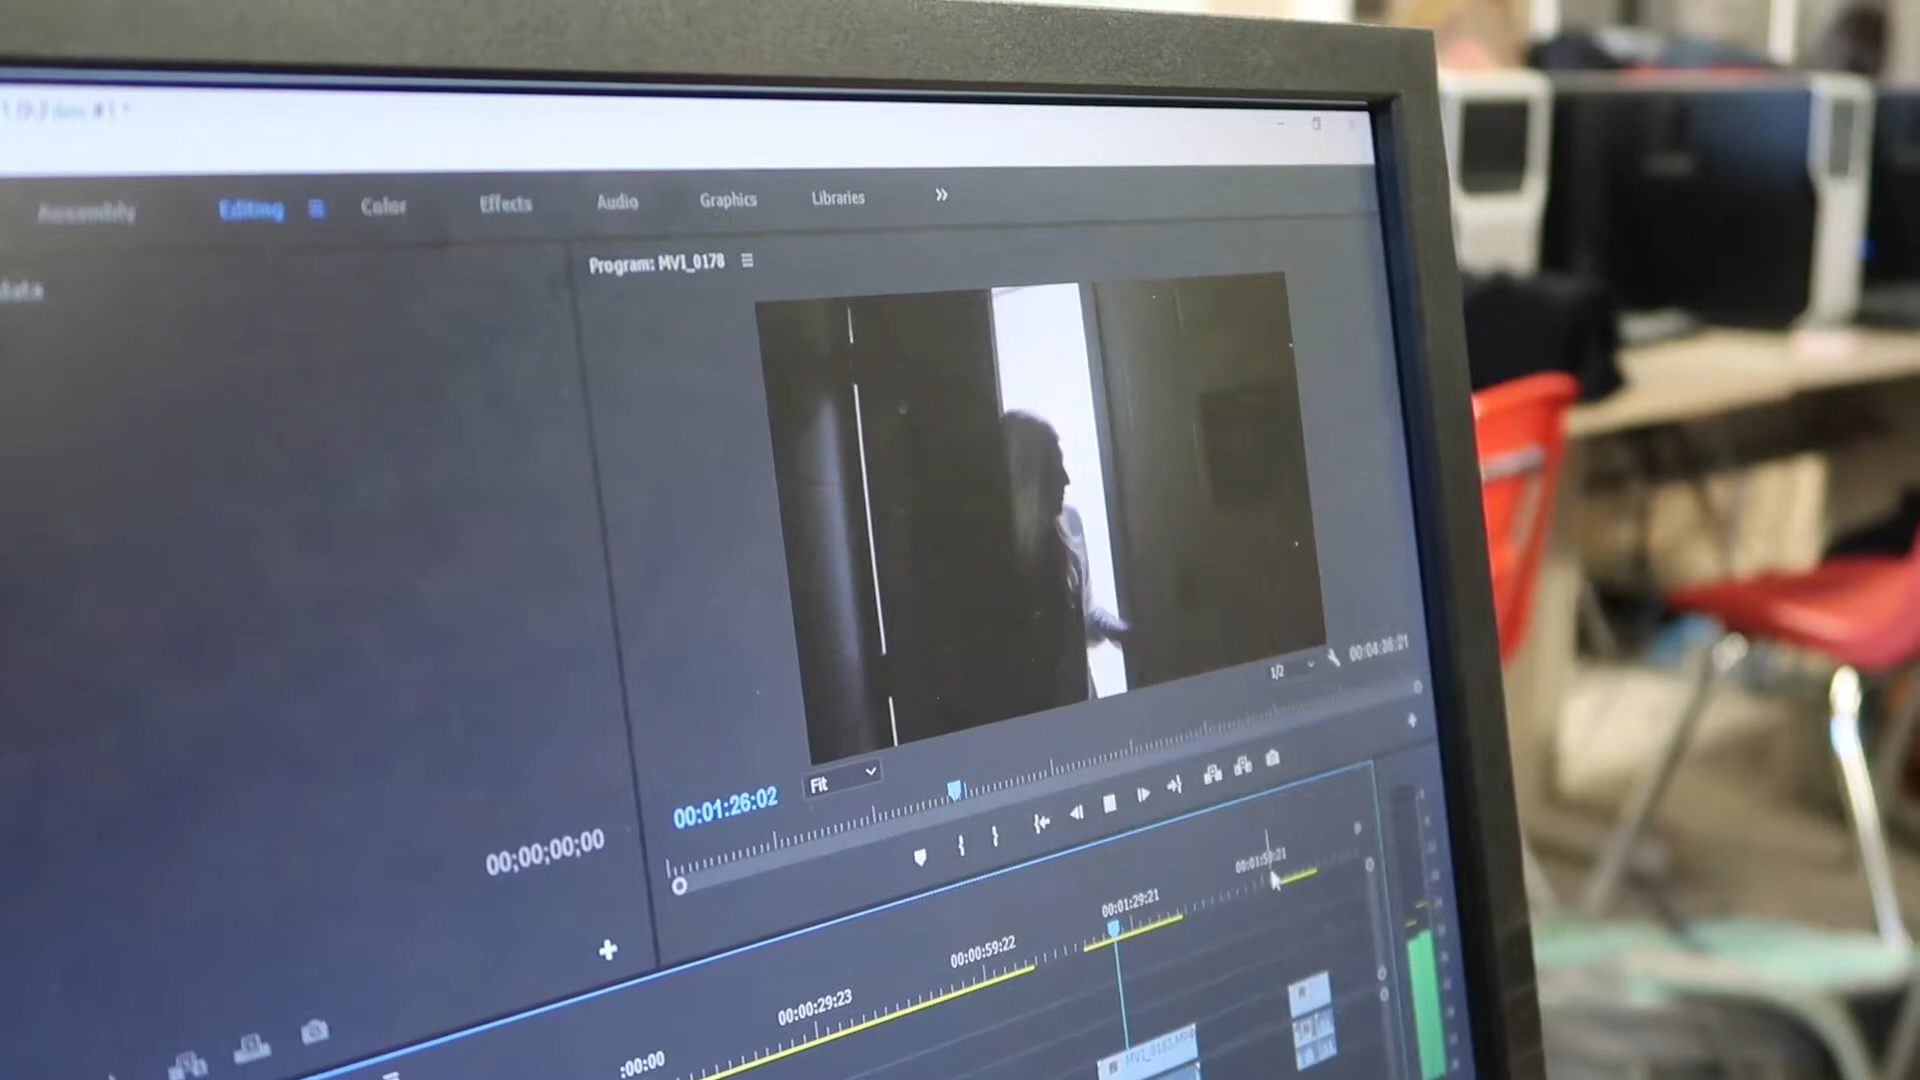 Assembly Editing Color Effects Audio Graphics Libraries
data
Program: MVI_0178
1/2 00:04:36:21
Fit
00:01:26:02
00;00;00;00
00:01:59:21
00:01:29:21
00:00:59:22
00:00:29:23
:00:00